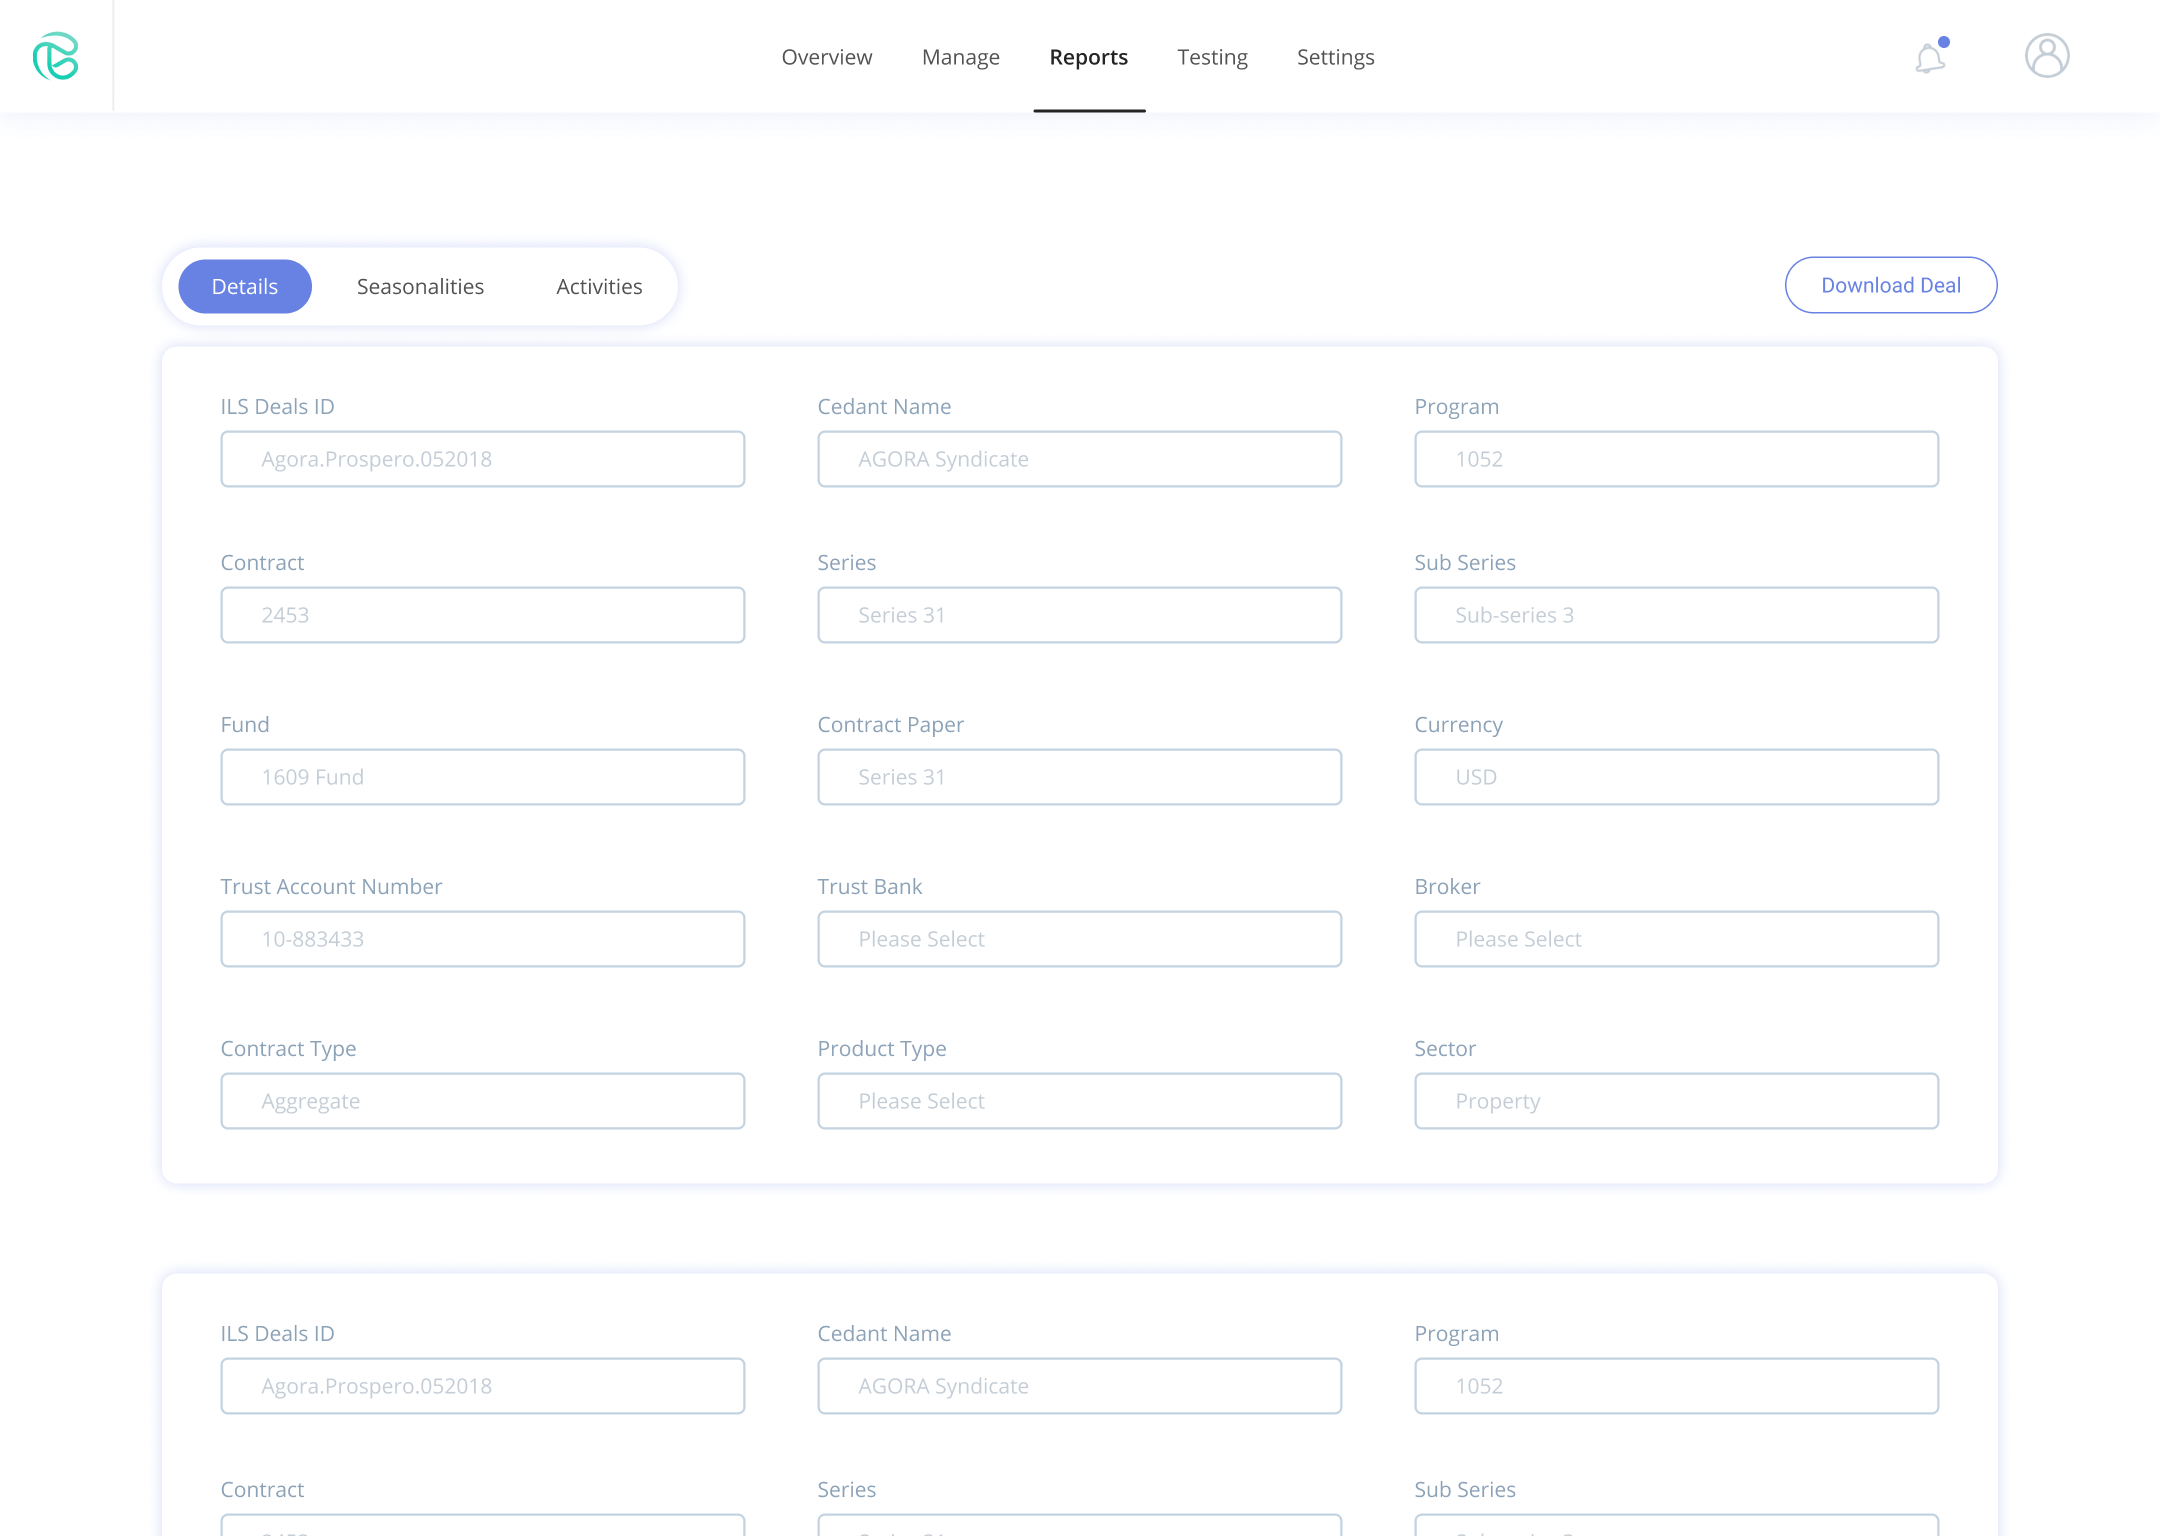 Overview Manage Reports Testing Settings
Details Seasonalities Activities Download Deal
ILS Deals ID Cedant Name Program
Agora.Prospero.052018 AGORA Syndicate 1052
Contract Series Sub Series
2453 Series 31 Sub-series 3
Fund Contract Paper Currency
1609 Fund Series 31 USD
Trust Account Number Trust Bank Broker
10-883433 Please Select Please Select
Contract Type Product Type Sector
Aggregate Please Select Property
ILS Deals ID Cedant Name Program
Agora.Prospero.052018 AGORA Syndicate 1052
Contract Series Sub Series